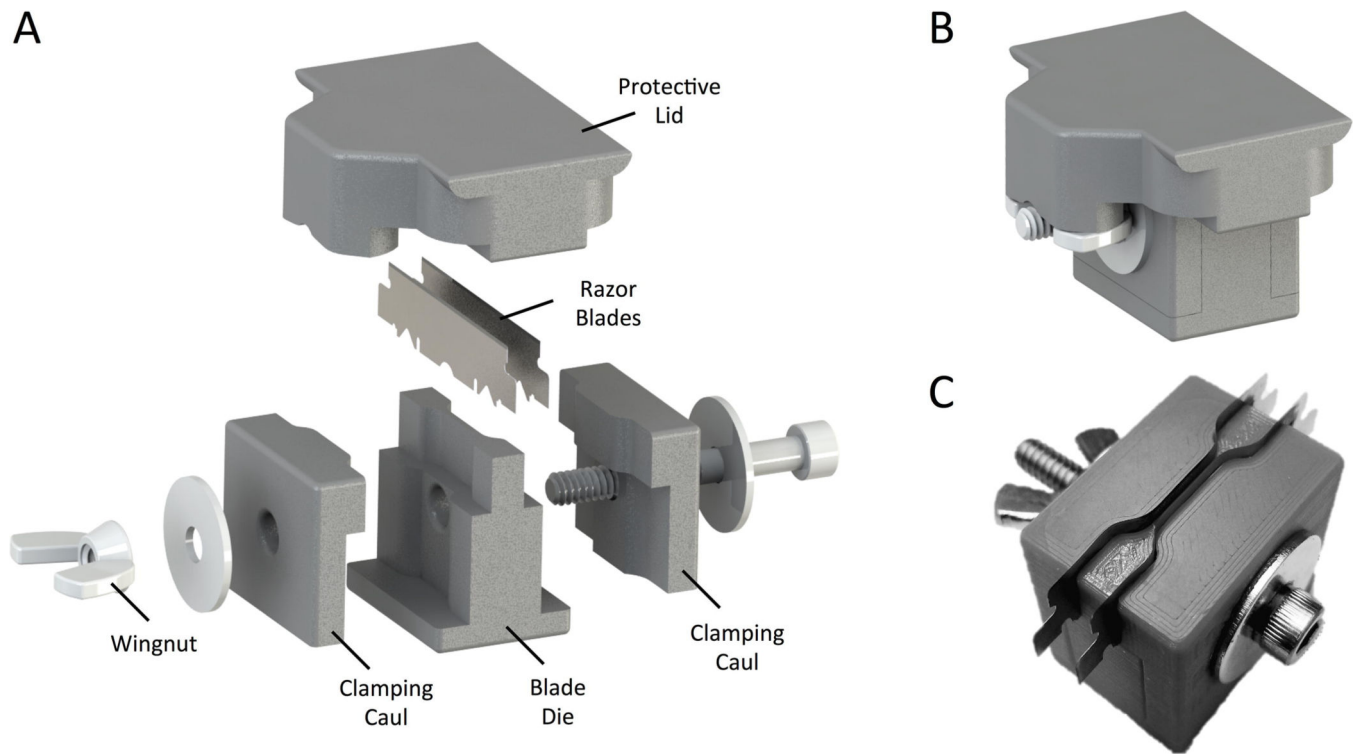 A
B
Protective
Lid
Razor
Blades
C
Wingnut
Clamping
Caul
Blade
Die
Clamping
Caul